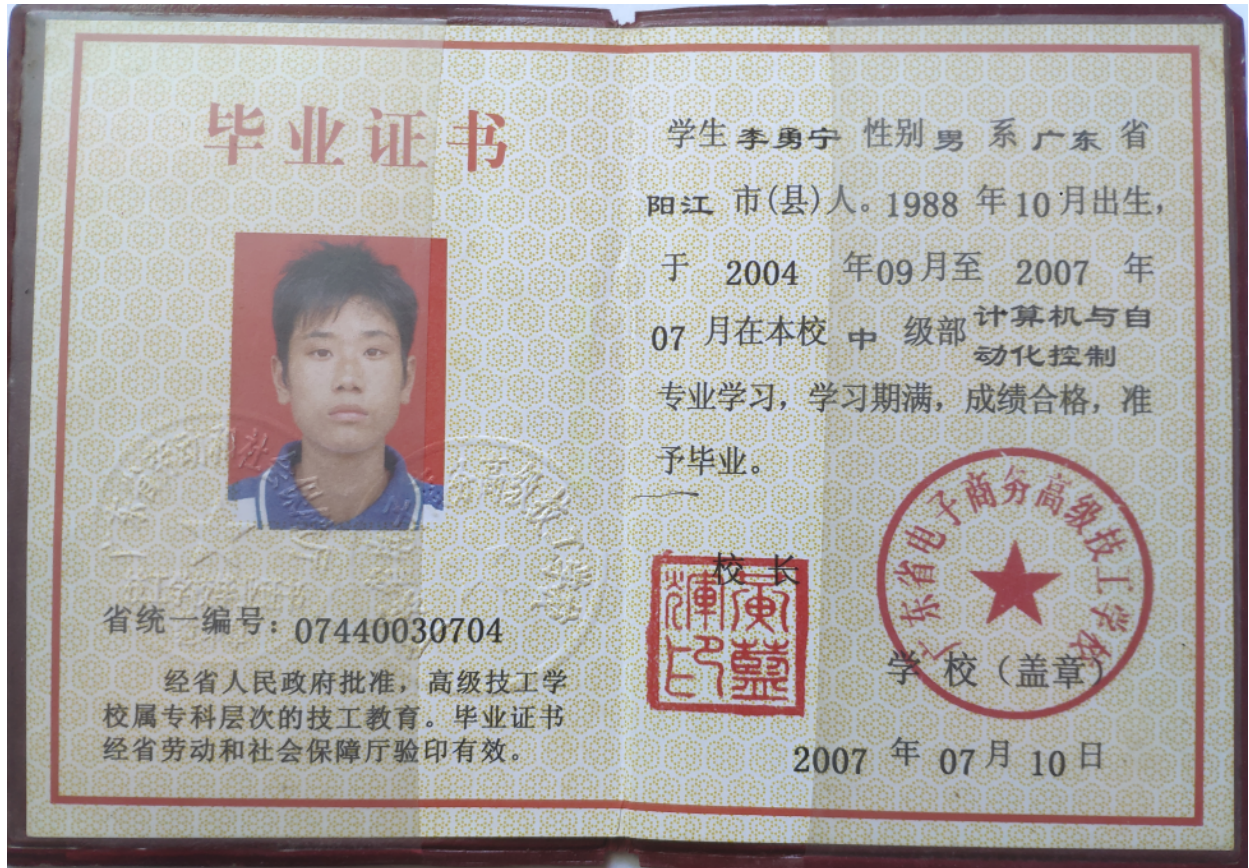 毕业证书
省统一编号：07440030704
经省人民政府批准，高级技工学
校属专科层次的技工教育。毕业证书
经省劳动和社会保障厅验印有效。
学生 李勇宁 性别 男 系 广东 省
阳江 市(县)人。1988 年 10 月出生，
于 2004 年 09 月至 2007 年
07 月在本校 中 级部 计算机与自
动化控制
专业学习，学习期满，成绩合格，准
予毕业。
校长
广东省电子商务高级技工学校
学校（盖章）
2007 年 07 月 10 日